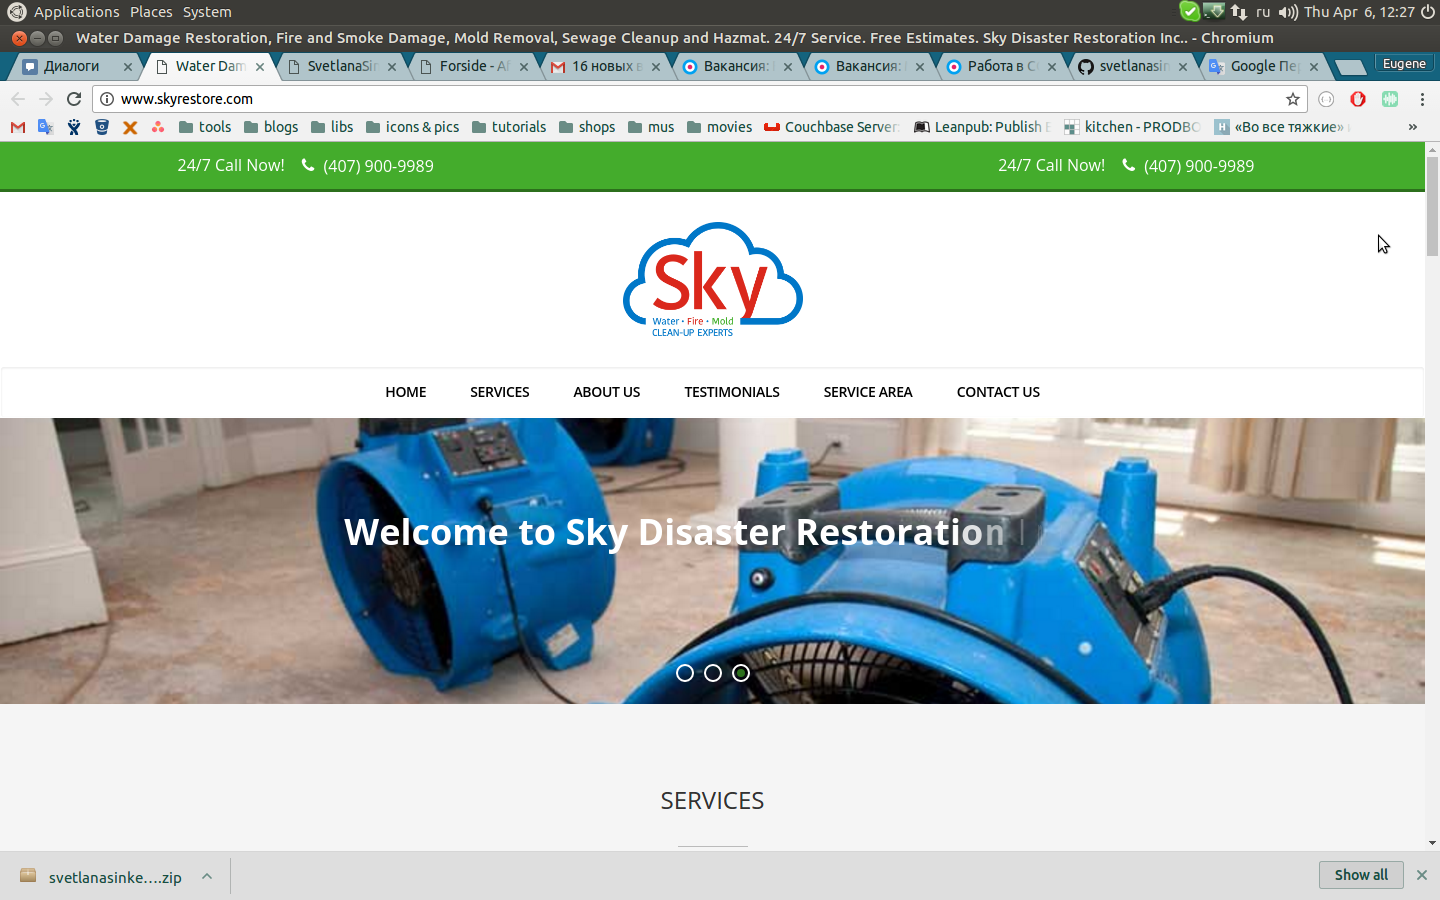 Applications Places System
ru Thu Apr 6, 12:27
Water Damage Restoration, Fire and Smoke Damage, Mold Removal, Sewage Cleanup and Hazmat. 24/7 Service. Free Estimates. Sky Disaster Restoration Inc.. - Chromium
Диалоги Water Dam SvetlanaSin Forside - Af 16 новых в Вакансия: Вакансия: Работа в С svetlanasin Google Пер Eugene
www.skyrestore.com
tools blogs libs icons & pics tutorials shops mus movies Couchbase Server: Leanpub: Publish kitchen - PRODBO «Во все тяжкие» »
24/7 Call Now! (407) 900-9989 24/7 Call Now! (407) 900-9989
Sky
Water • Fire • Mold
CLEAN-UP EXPERTS
HOME SERVICES ABOUT US TESTIMONIALS SERVICE AREA CONTACT US
Welcome to Sky Disaster Restoration I
SERVICES
svetlanasinke....zip Show all